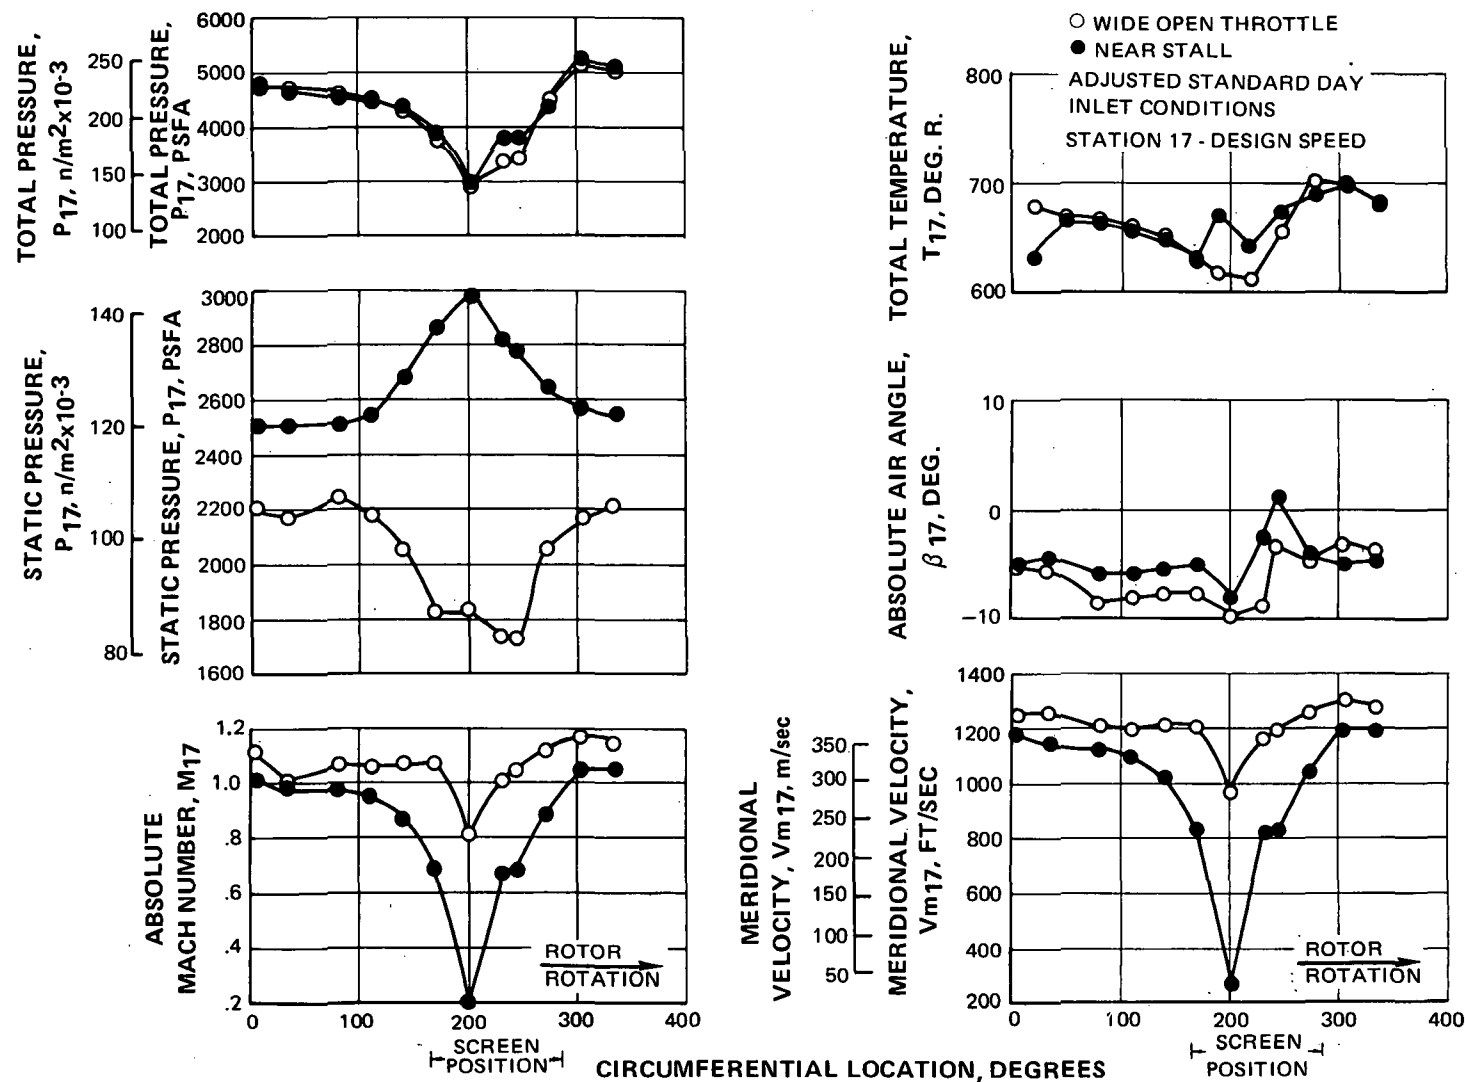 ○ WIDE OPEN THROTTLE
● NEAR STALL
ADJUSTED STANDARD DAY
INLET CONDITIONS
STATION 17 - DESIGN SPEED
TOTAL PRESSURE,
P17, n/m2x10-3
250
200
150
100
TOTAL PRESSURE,
P17, PSFA
6000
5000
4000
3000
2000
STATIC PRESSURE,
P17, n/m2x10-3
140
120
100
80
STATIC PRESSURE, P17, PSFA
3000
2800
2600
2400
2200
2000
1800
1600
ABSOLUTE
MACH NUMBER, M17
1.2
1.0
.8
.6
.4
.2
ROTOR
ROTATION
0 100 200 300 400
SCREEN
POSITION
TOTAL TEMPERATURE,
T17, DEG. R.
800
700
600
ABSOLUTE AIR ANGLE,
β17, DEG.
10
0
−10
MERIDIONAL
VELOCITY, Vm17, m/sec
350
300
250
200
150
100
50
MERIDIONAL VELOCITY,
Vm17, FT/SEC
1400
1200
1000
800
600
400
200
ROTOR
ROTATION
0 100 200 300 400
SCREEN
POSITION
CIRCUMFERENTIAL LOCATION, DEGREES